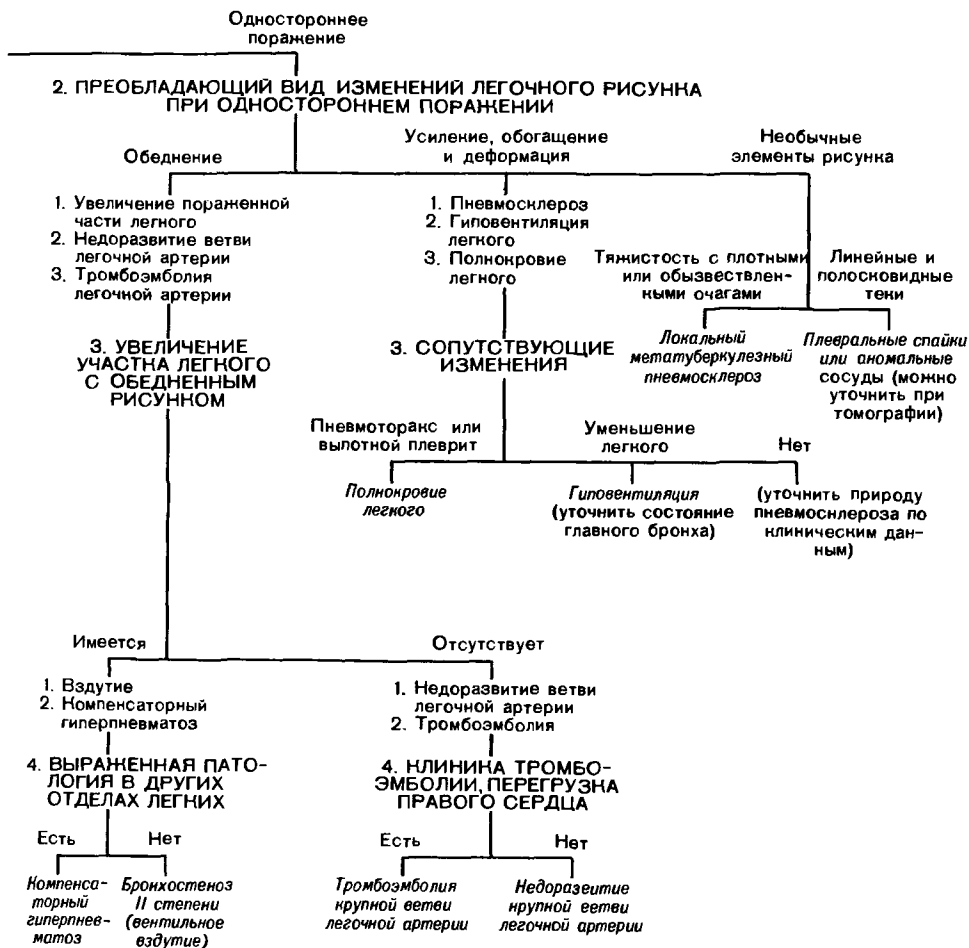 Одностороннее
поражение
2. ПРЕОБЛАДАЮЩИЙ ВИД ИЗМЕНЕНИЙ ЛЕГОЧНОГО РИСУНКА
ПРИ ОДНОСТОРОННЕМ ПОРАЖЕНИИ
Обеднение
Усиление, обогащение
и деформация
Необычные
элементы рисунка
1. Увеличение пораженной
части легкого
2. Недоразвитие ветви
легочной артерии
3. Тромбоэмболия
легочной артерии
1. Пневмосклероз
2. Гиповентиляция
легкого
3. Полнокровие
легкого
Тяжистость с плотными
или обызвествлен-
ными очагами
Линейные и
полосковидные
тени
Локальный
метатуберкулезный
пневмосклероз
Плевральные спайки
или аномальные
сосуды (можно
уточнить при
томографии)
3. УВЕЛИЧЕНИЕ
УЧАСТКА ЛЕГКОГО
С ОБЕДНЕННЫМ
РИСУНКОМ
3. СОПУТСТВУЮЩИЕ
ИЗМЕНЕНИЯ
Пневмоторакс или
выпотной плеврит
Уменьшение
легкого
Нет
Полнокровие
легкого
Гиповентиляция
(уточнить состояние
главного бронха)
(уточнить природу
пневмосклероза по
клиническим дан-
ным)
Имеется
Отсутствует
1. Вздутие
2. Компенсаторный
гиперпневматоз
1. Недоразвитие ветви
легочной артерии
2. Тромбоэмболия
4. ВЫРАЖЕННАЯ ПАТО-
ЛОГИЯ В ДРУГИХ
ОТДЕЛАХ ЛЕГКИХ
4. КЛИНИКА ТРОМБО-
ЭМБОЛИИ, ПЕРЕГРУЗКА
ПРАВОГО СЕРДЦА
Есть
Нет
Есть
Нет
Компенса-
торный
гиперпнев-
матоз
Бронхостеноз
II степени
(вентильное
вздутие)
Тромбоэмболия
крупной ветви
легочной артерии
Недоразвитие
крупной ветви
легочной артерии